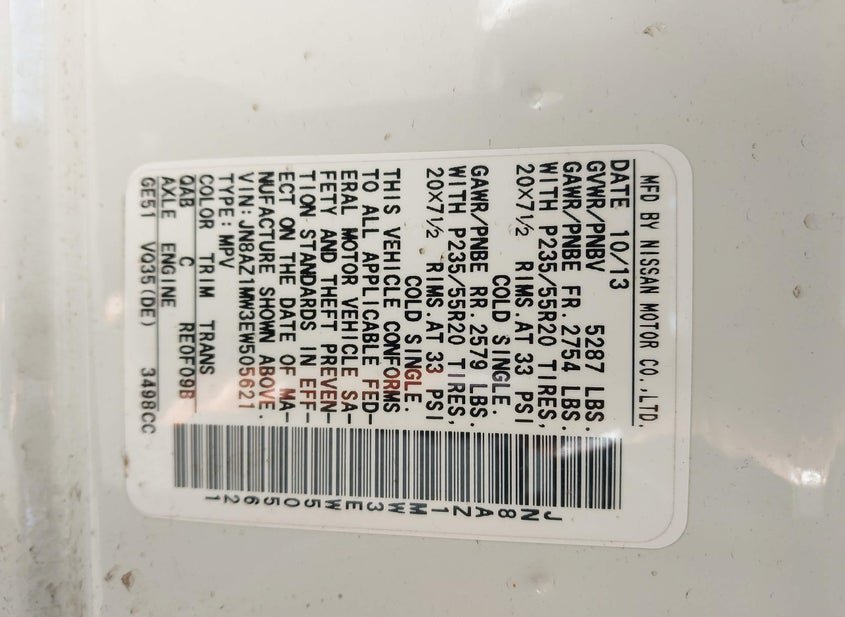 MFD BY NISSAN MOTOR CO.,LTD.
DATE 10/13
GVWR/PNBV 5287 LBS.
GAWR/PNBE FR. 2754 LBS.
WITH P235/55R20 TIRES,
20×7½ RIMS.AT 33 PSI
COLD SINGLE.
GAWR/PNBE RR. 2579 LBS.
WITH P235/55R20 TIRES,
20×7½ RIMS.AT 33 PSI
COLD SINGLE.
THIS VEHICLE CONFORMS
TO ALL APPLICABLE FED-
ERAL MOTOR VEHICLE SA-
FETY AND THEFT PREVEN-
TION STANDARDS IN EFF-
ECT ON THE DATE OF MA-
NUFACTURE SHOWN ABOVE.
VIN:JN8AZ1MW3EW505621
TYPE:MPV
COLOR TRIM TRANS
QAB C RE0F09B
AXLE ENGINE
GE51 VQ35(DE) 3498CC
JN8AZ1MW3EW505621